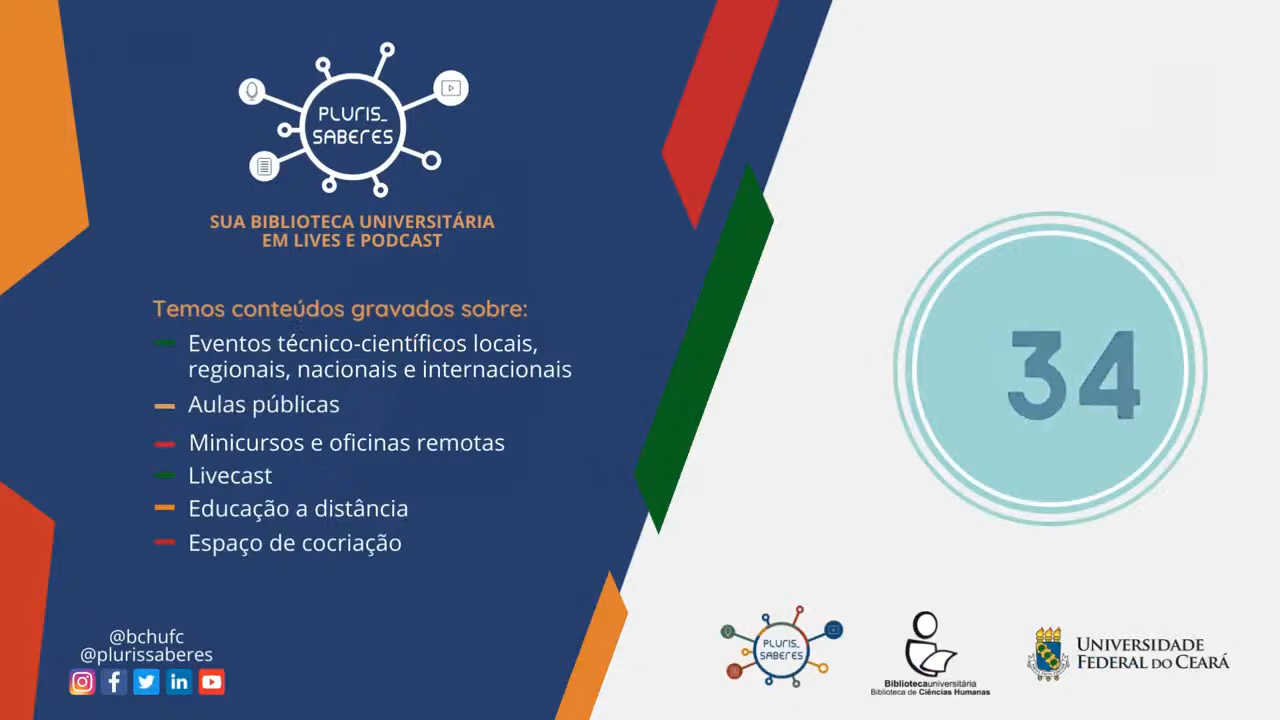 PLURIS_
SABERES
SUA BIBLIOTECA UNIVERSITÁRIA
EM LIVES E PODCAST
Temos conteúdos gravados sobre:
Eventos técnico-científicos locais,
regionais, nacionais e internacionais
Aulas públicas
Minicursos e oficinas remotas
Livecast
Educação a distância
Espaço de cocriação
@bchufc
@plurissaberes
34
PLURIS_
SABERES
Bibliotecauniversitária
Biblioteca de Ciências Humanas
UNIVERSIDADE
FEDERAL DO CEARÁ